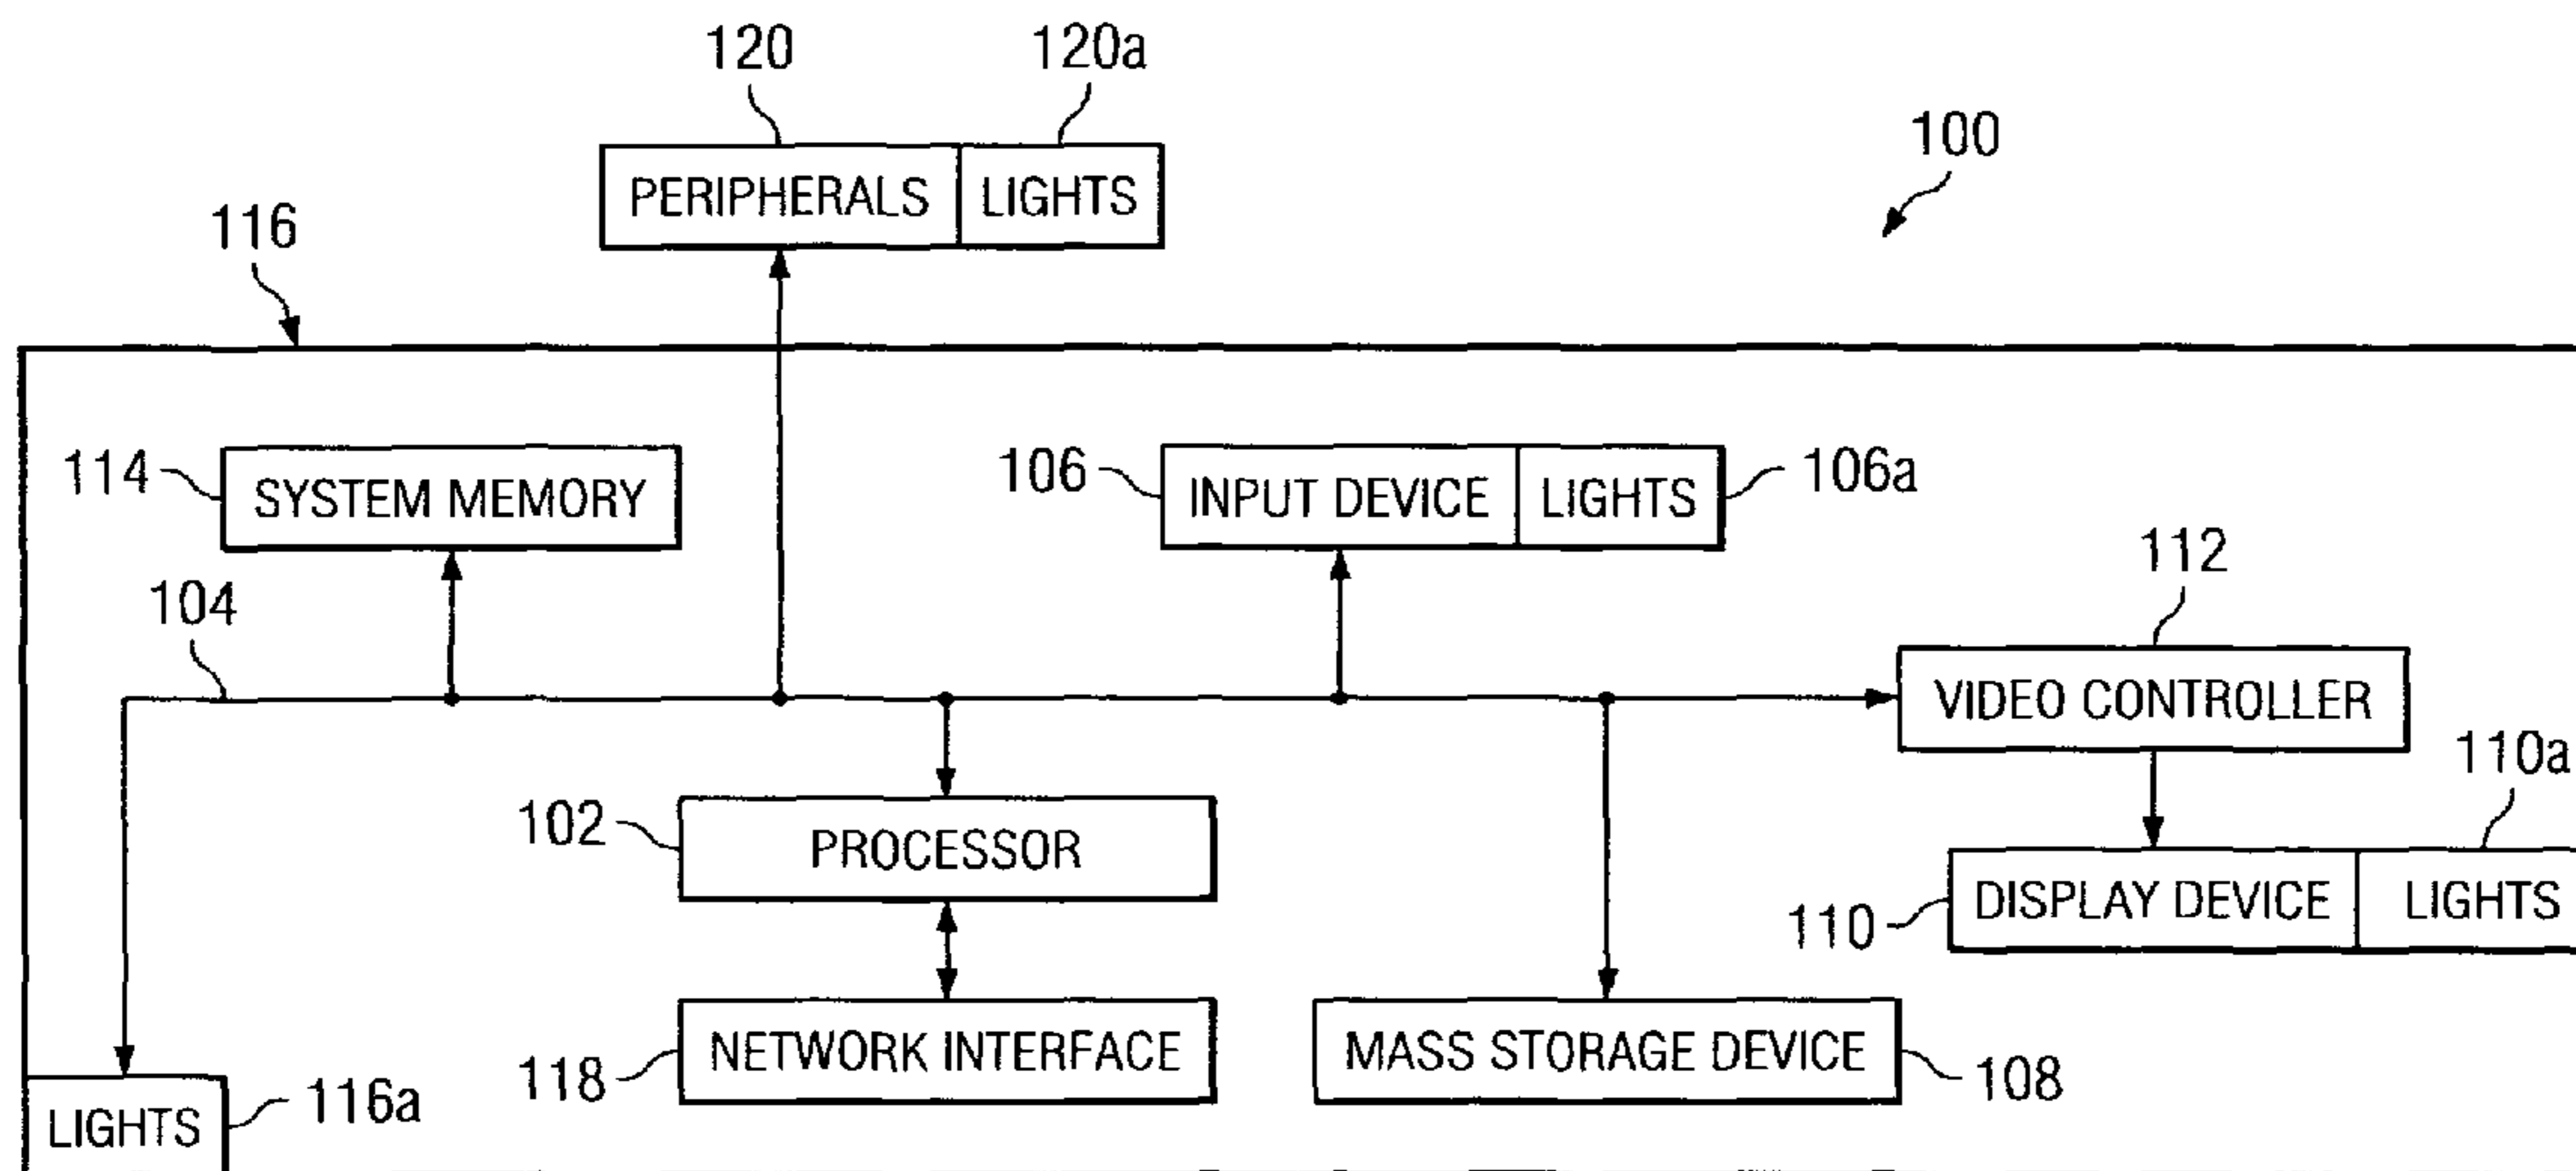 120 120a
100
PERIPHERALS LIGHTS
116
114 SYSTEM MEMORY 106 INPUT DEVICE LIGHTS 106a
112
104
VIDEO CONTROLLER
110a
102 PROCESSOR
110 DISPLAY DEVICE LIGHTS
118 NETWORK INTERFACE MASS STORAGE DEVICE 108
LIGHTS 116a